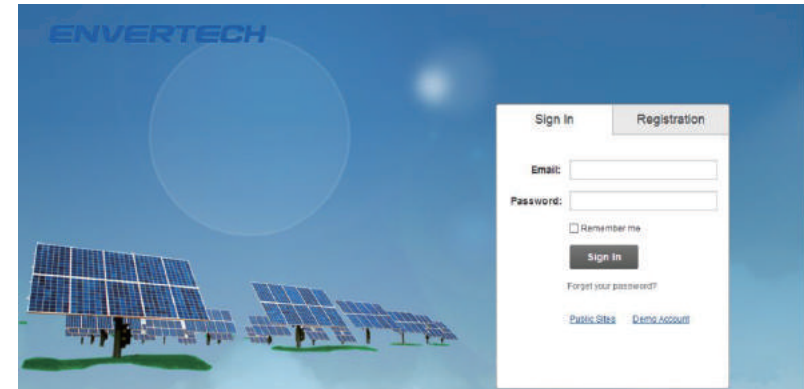 ENVERTECH
Sign In Registration
Email:
Password:
Remember me
Sign In
Forget your password?
Public Sites Demo Account